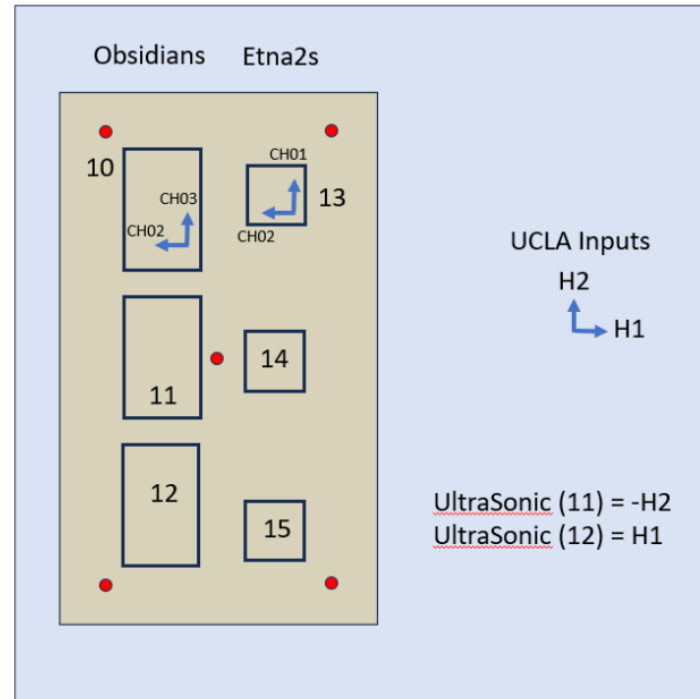 Obsidians Etna2s
10
CH03
CH02
CH01
13
CH02
UCLA Inputs
H2
H1
11
14
12
15
UltraSonic (11) = -H2
UltraSonic (12) = H1